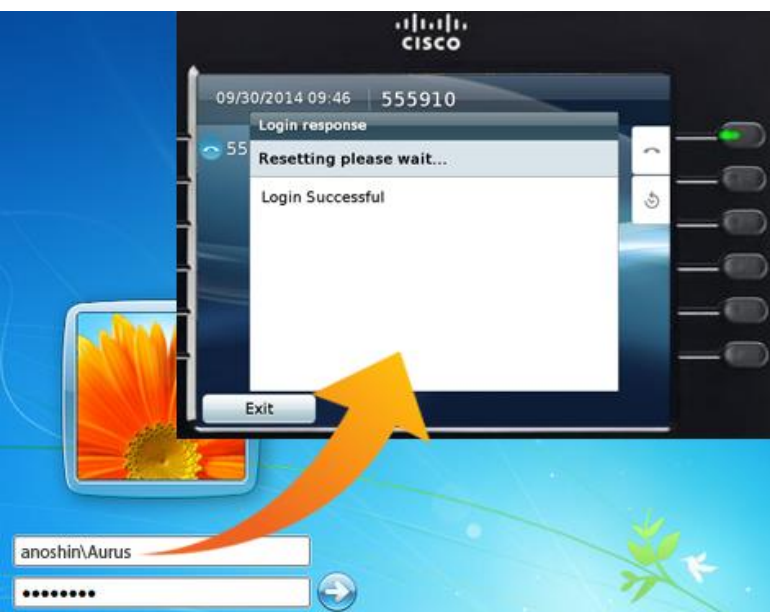 CISCO
09/30/2014 09:46 555910
Login response
55
Resetting please wait...
Login Successful
Exit
anoshin\Aurus
••••••••